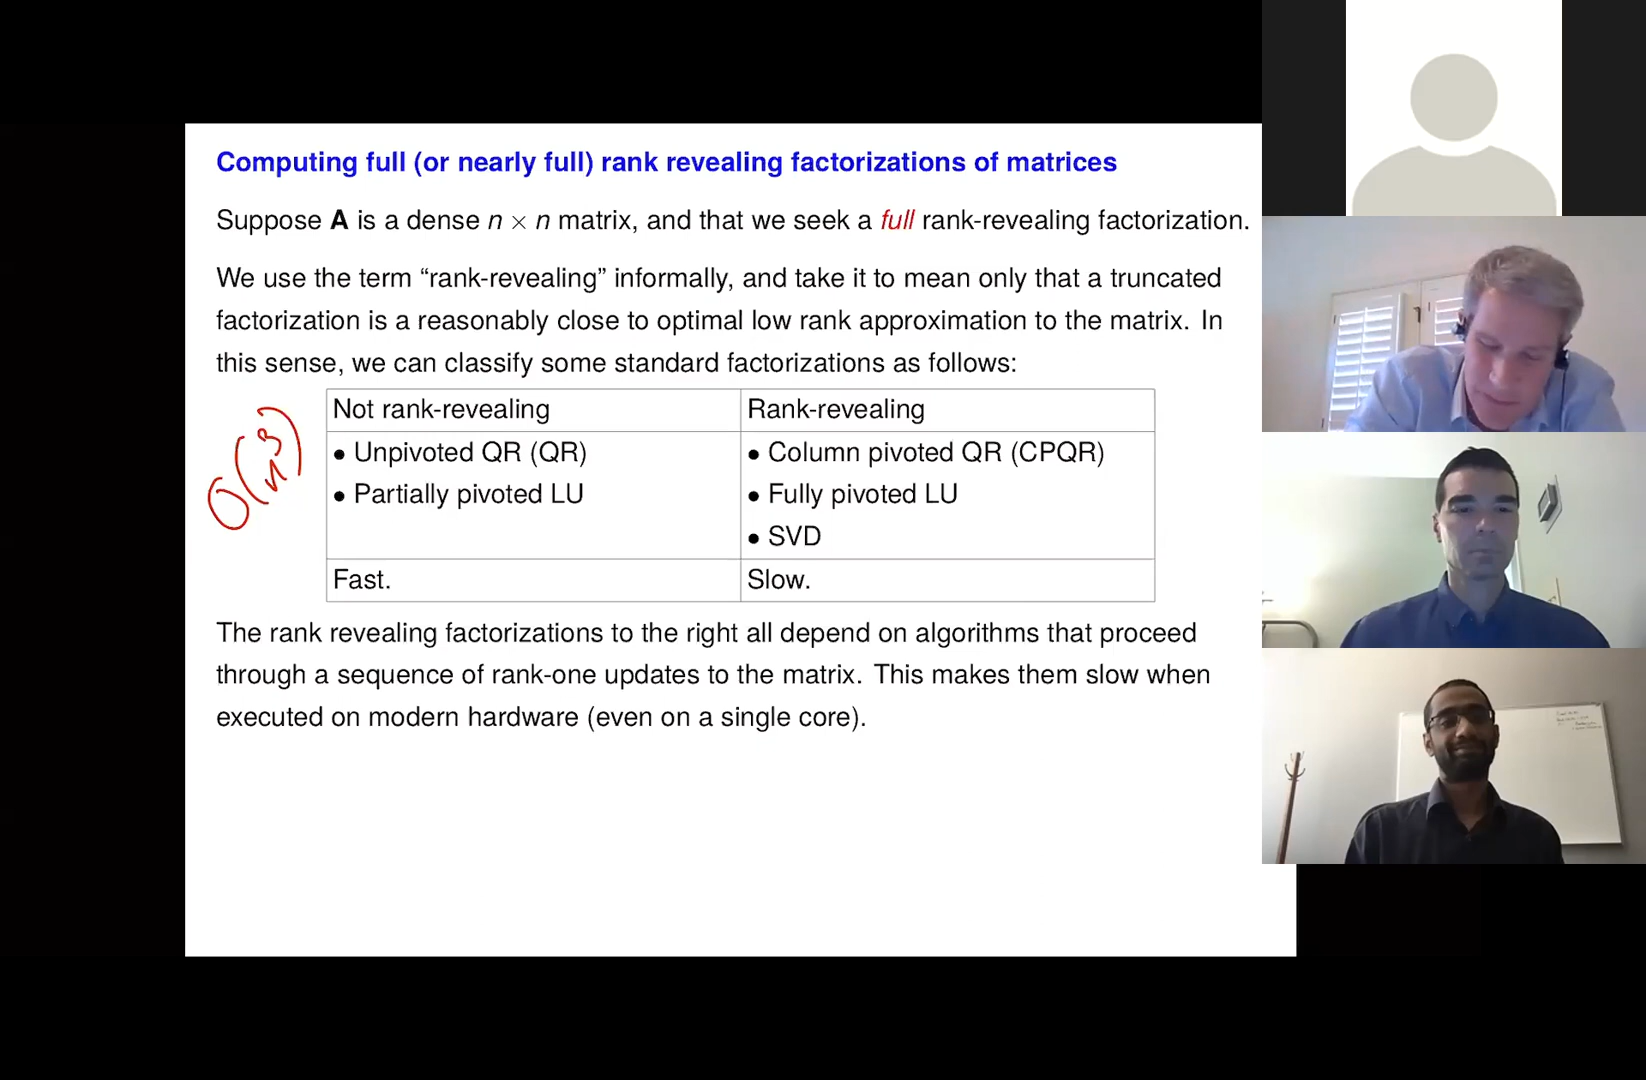 Computing full (or nearly full) rank revealing factorizations of matrices
Suppose A is a dense n × n matrix, and that we seek a full rank-revealing factorization.
We use the term “rank-revealing” informally, and take it to mean only that a truncated
factorization is a reasonably close to optimal low rank approximation to the matrix. In
this sense, we can classify some standard factorizations as follows:
Not rank-revealing
Rank-revealing
O(n³)
• Unpivoted QR (QR)
• Partially pivoted LU
• Column pivoted QR (CPQR)
• Fully pivoted LU
• SVD
Fast.
Slow.
The rank revealing factorizations to the right all depend on algorithms that proceed
through a sequence of rank-one updates to the matrix. This makes them slow when
executed on modern hardware (even on a single core).